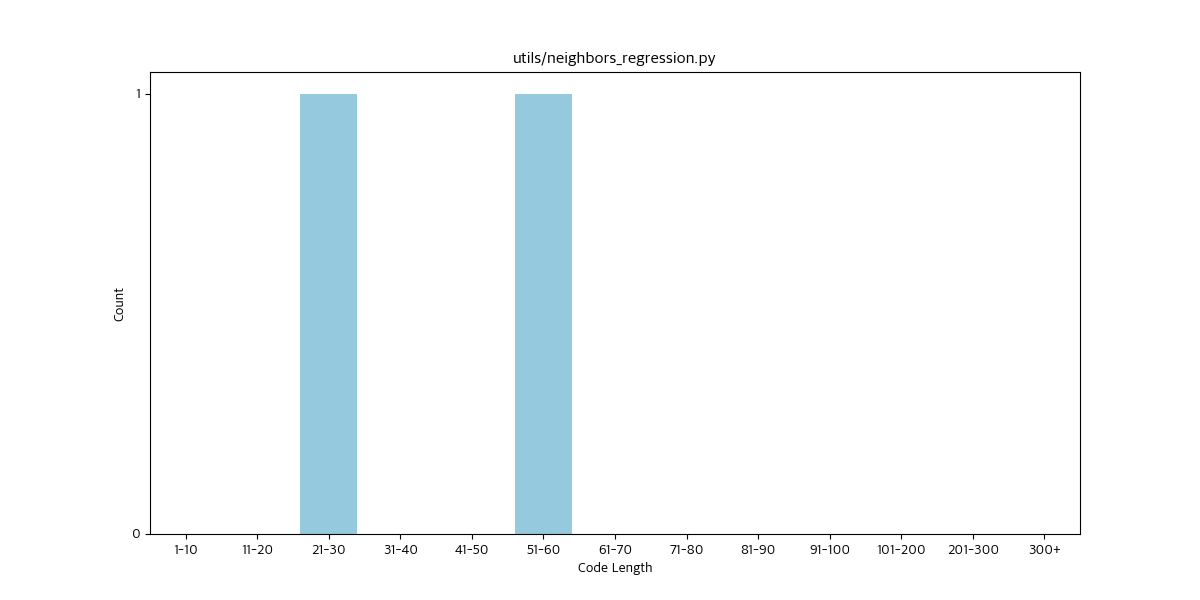 utils/neighbors_regression.py
1
Count
0
1-10 11-20 21-30 31-40 41-50 51-60 61-70 71-80 81-90 91-100 101-200 201-300 300+
Code Length